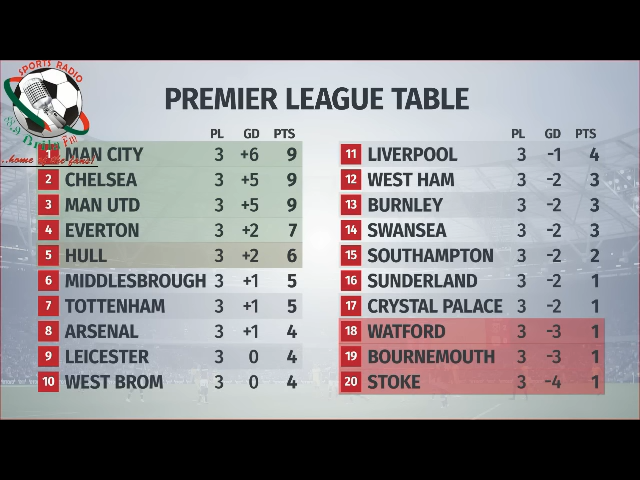 SPORTS RADIO
Fm
..home of the fans!
PREMIER LEAGUE TABLE
PL GD PTS
1 MAN CITY 3 +6 9
2 CHELSEA 3 +5 9
3 MAN UTD 3 +5 9
4 EVERTON 3 +2 7
5 HULL 3 +2 6
6 MIDDLESBROUGH 3 +1 5
7 TOTTENHAM 3 +1 5
8 ARSENAL 3 +1 4
9 LEICESTER 3 0 4
10 WEST BROM 3 0 4
PL GD PTS
11 LIVERPOOL 3 -1 4
12 WEST HAM 3 -2 3
13 BURNLEY 3 -2 3
14 SWANSEA 3 -2 3
15 SOUTHAMPTON 3 -2 2
16 SUNDERLAND 3 -2 1
17 CRYSTAL PALACE 3 -2 1
18 WATFORD 3 -3 1
19 BOURNEMOUTH 3 -3 1
20 STOKE 3 -4 1